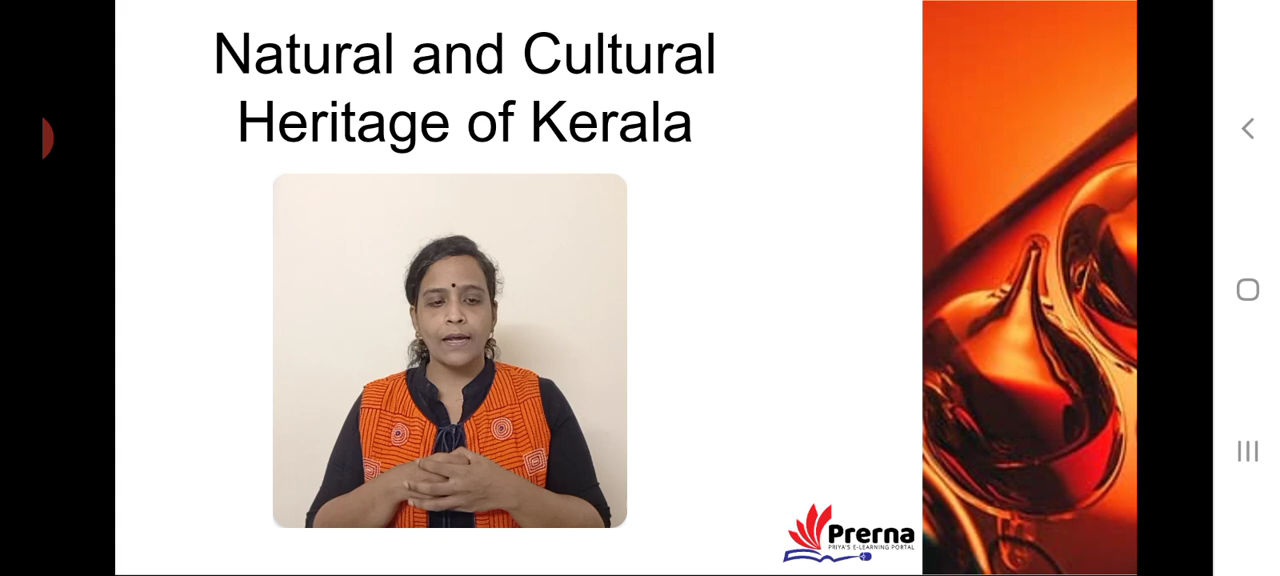 Natural and Cultural
Heritage of Kerala
Prerna
PRIYA'S E-LEARNING PORTAL